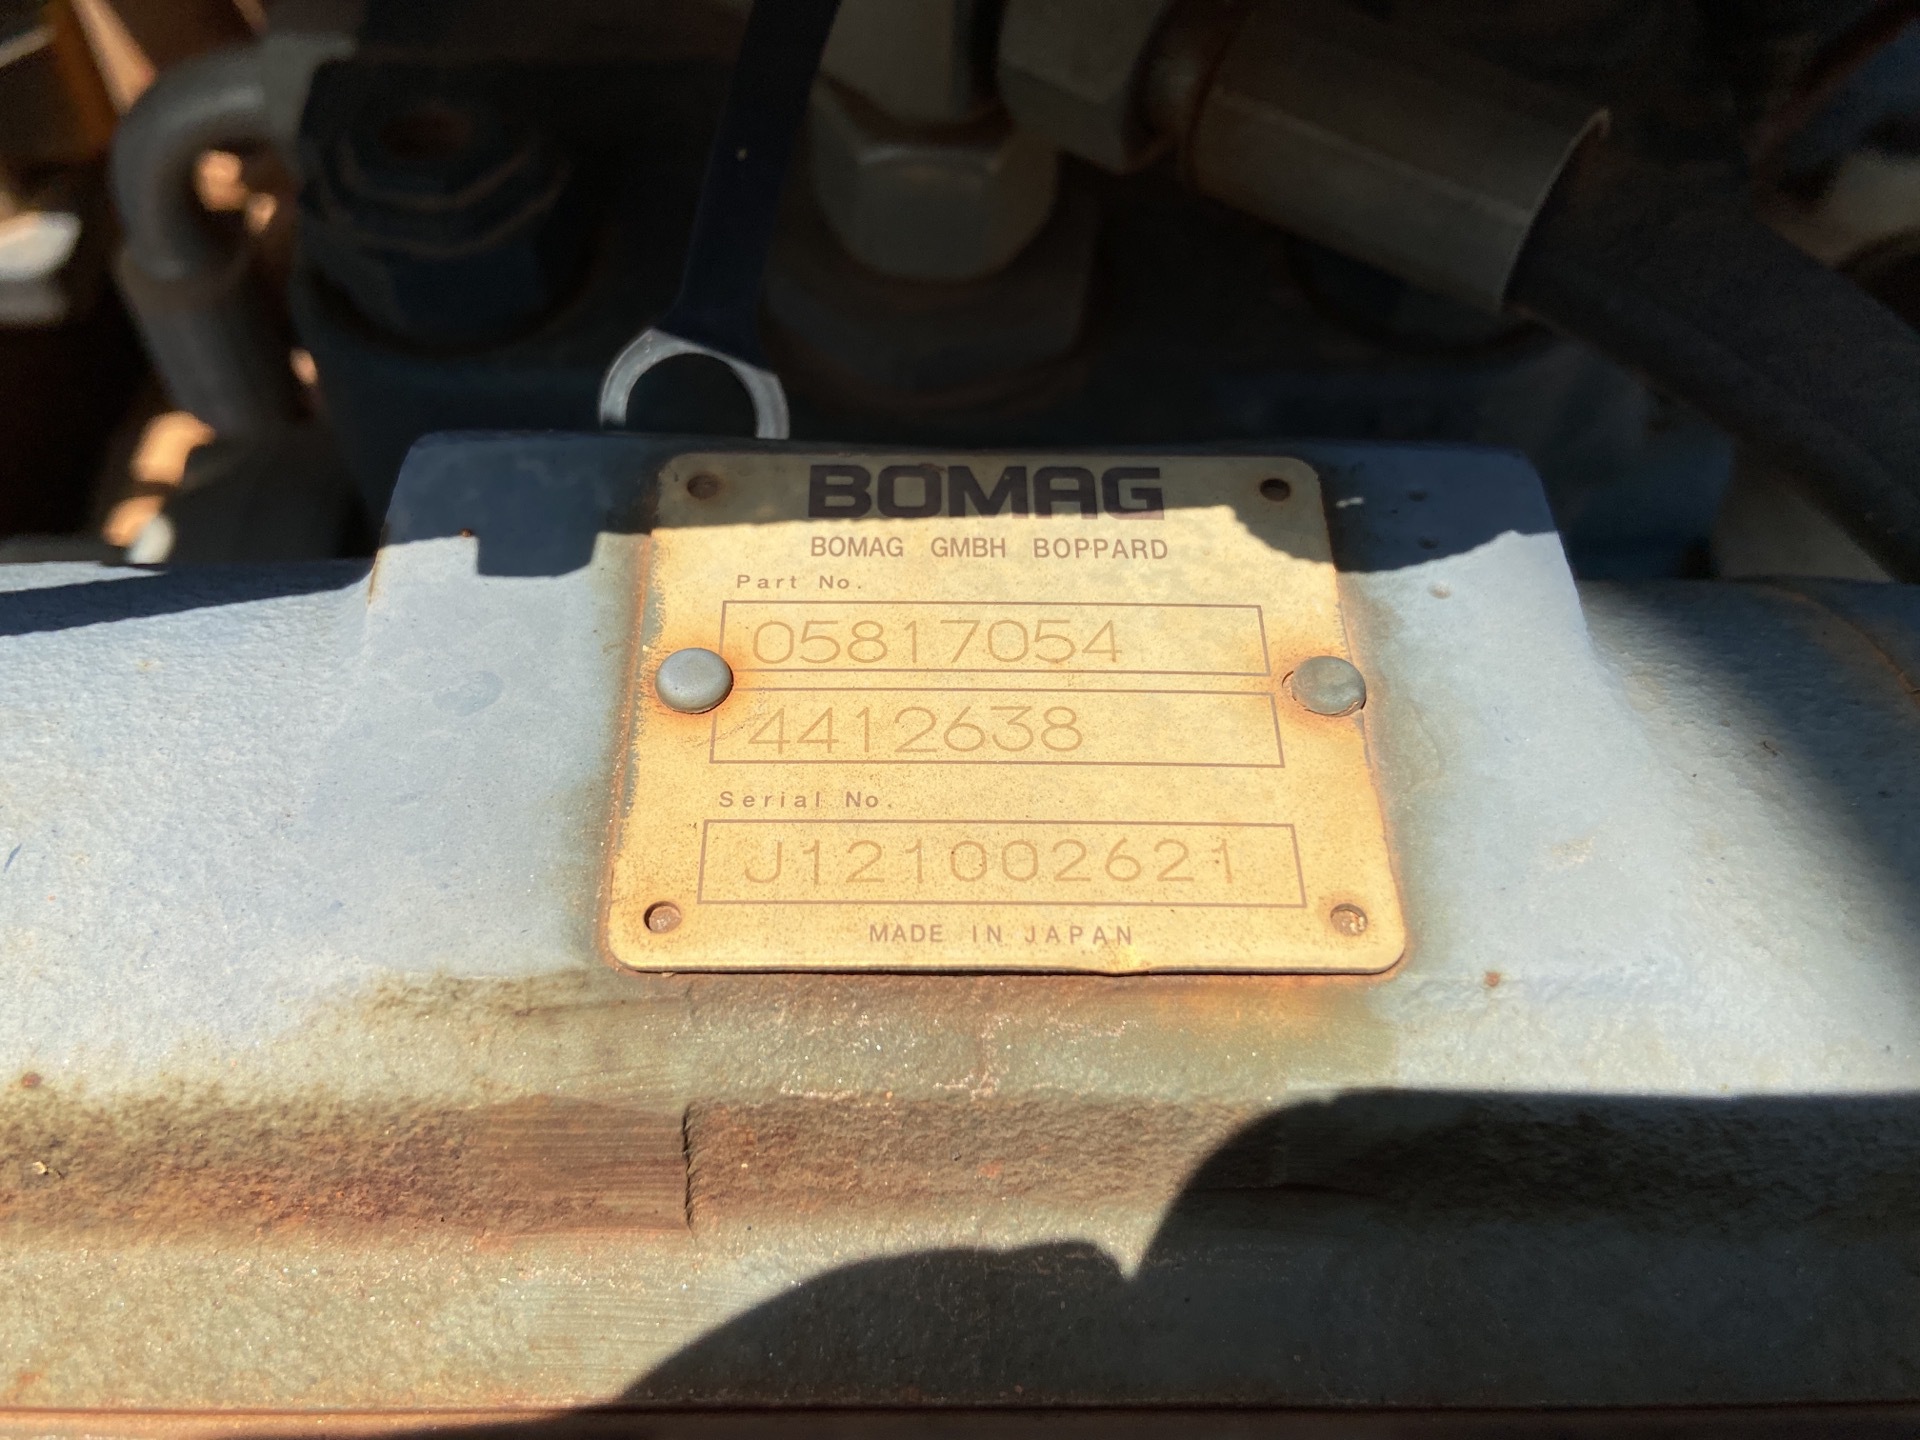 BOMAG
BOMAG GMBH BOPPARD
Part No.
05817054
4412638
Serial No.
J121002621
MADE IN JAPAN